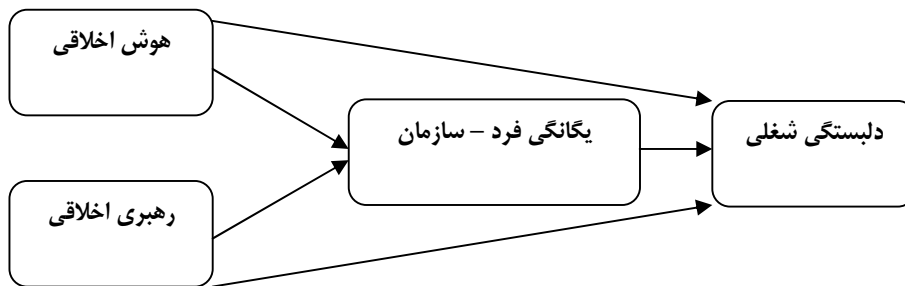 هوش اخلاقی
یگانگی فرد – سازمان
دلبستگی شغلی
رهبری اخلاقی